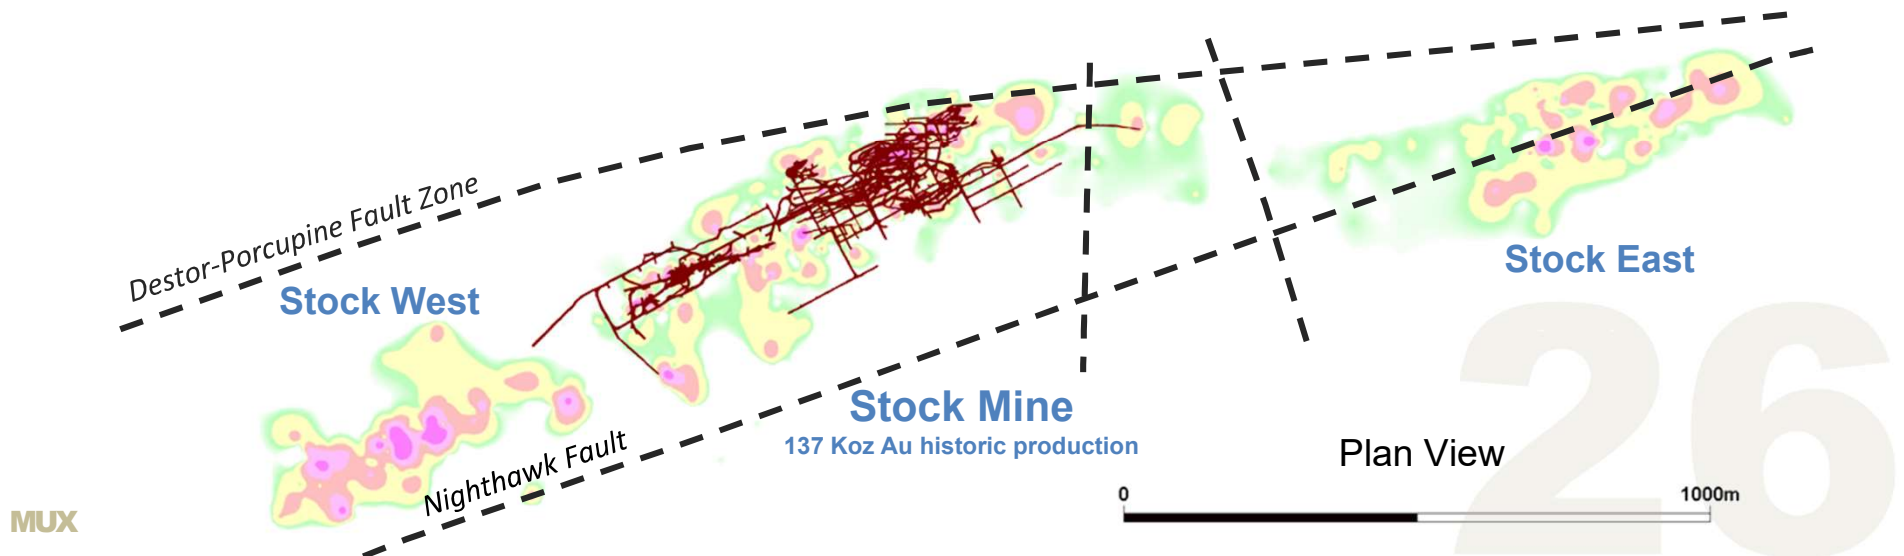 Destor-Porcupine Fault Zone
Stock West
Stock East
Stock Mine
137 Koz Au historic production
Nighthawk Fault
Plan View
0
1000m
MUX
26